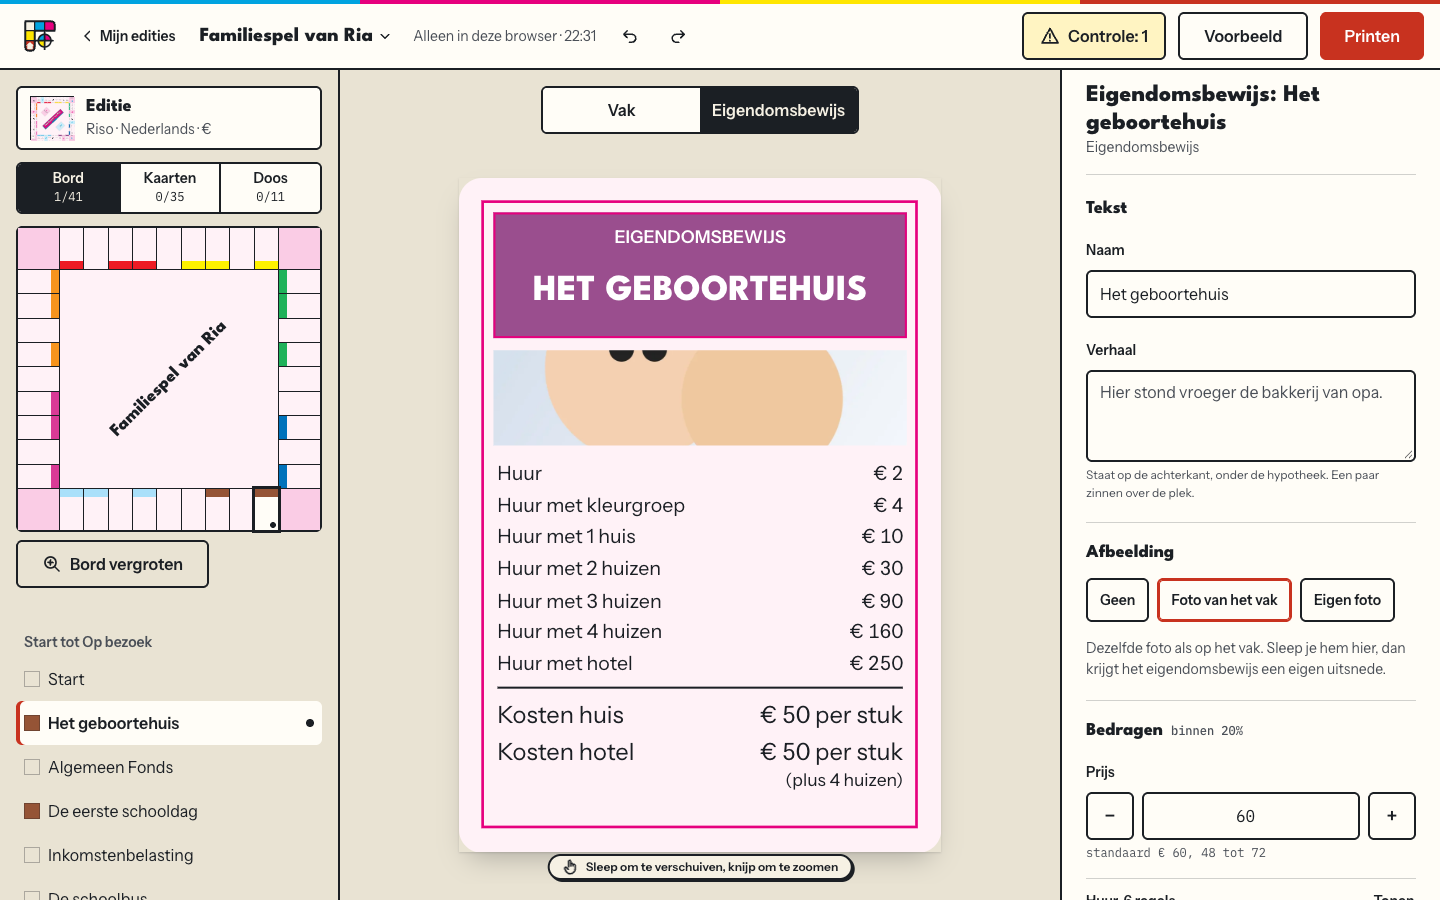 Mijn edities
Familiespel van Ria
Alleen in deze browser · 22:31
Controle: 1
Voorbeeld
Printen
Editie
Riso · Nederlands · €
Bord
1/41
Kaarten
0/35
Doos
0/11
Familiespel van Ria
Bord vergroten
Start tot Op bezoek
Start
Het geboortehuis
Algemeen Fonds
De eerste schooldag
Inkomstenbelasting
De schoolbus
Vak
Eigendomsbewijs
EIGENDOMSBEWIJS
HET GEBOORTEHUIS
Huur € 2
Huur met kleurgroep € 4
Huur met 1 huis € 10
Huur met 2 huizen € 30
Huur met 3 huizen € 90
Huur met 4 huizen € 160
Huur met hotel € 250
Kosten huis € 50 per stuk
Kosten hotel € 50 per stuk
(plus 4 huizen)
Sleep om te verschuiven, knijp om te zoomen
Eigendomsbewijs: Het
geboortehuis
Eigendomsbewijs
Tekst
Naam
Het geboortehuis
Verhaal
Hier stond vroeger de bakkerij van opa.
Staat op de achterkant, onder de hypotheek. Een paar
zinnen over de plek.
Afbeelding
Geen
Foto van het vak
Eigen foto
Dezelfde foto als op het vak. Sleep je hem hier, dan
krijgt het eigendomsbewijs een eigen uitsnede.
Bedragen binnen 20%
Prijs
− 60 +
standaard € 60, 48 tot 72
Huur, 6 regels Tonen